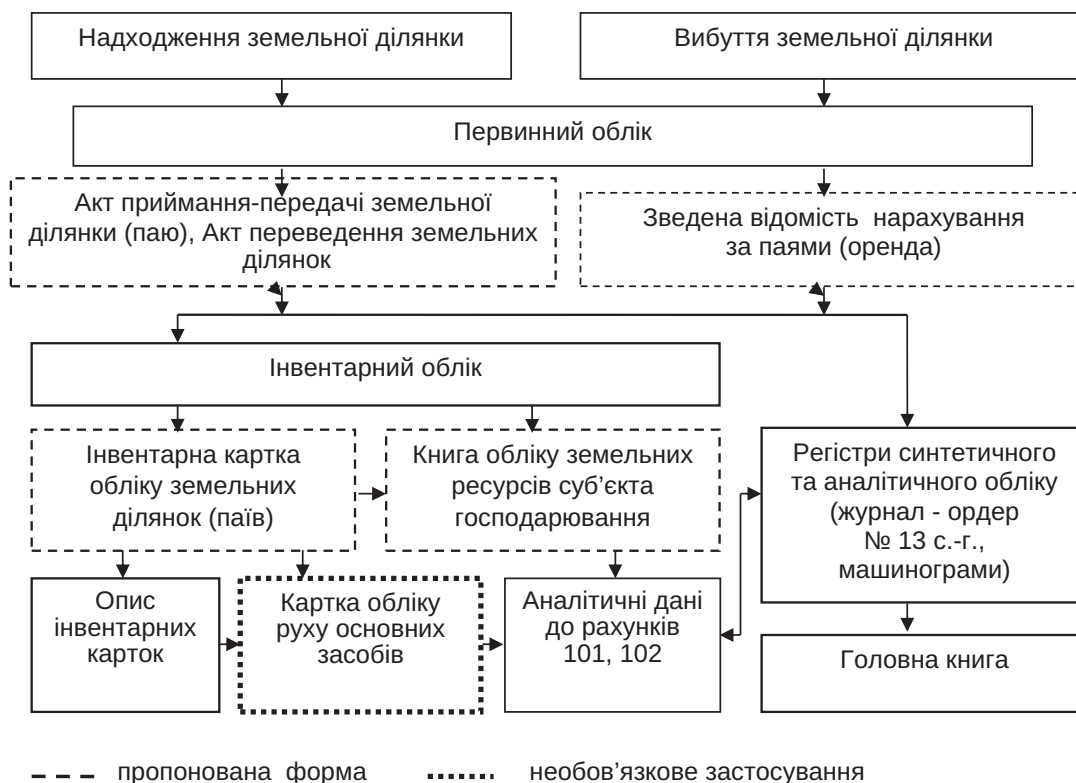 Надходження земельної ділянки
Вибуття земельної ділянки
Первинний облік
Акт приймання-передачі земельної
ділянки (паю), Акт переведення земельних
ділянок
Зведена відомість нарахування
за паями (оренда)
Інвентарний облік
Інвентарна картка
обліку земельних
ділянок (паїв)
Книга обліку земельних
ресурсів суб’єкта
господарювання
Регістри синтетичного
та аналітичного обліку
(журнал - ордер
№ 13 с.-г.,
машинограми)
Опис
інвентарних
карток
Картка обліку
руху основних
засобів
Аналітичні дані
до рахунків
101, 102
Головна книга
пропонована форма
необов’язкове застосування